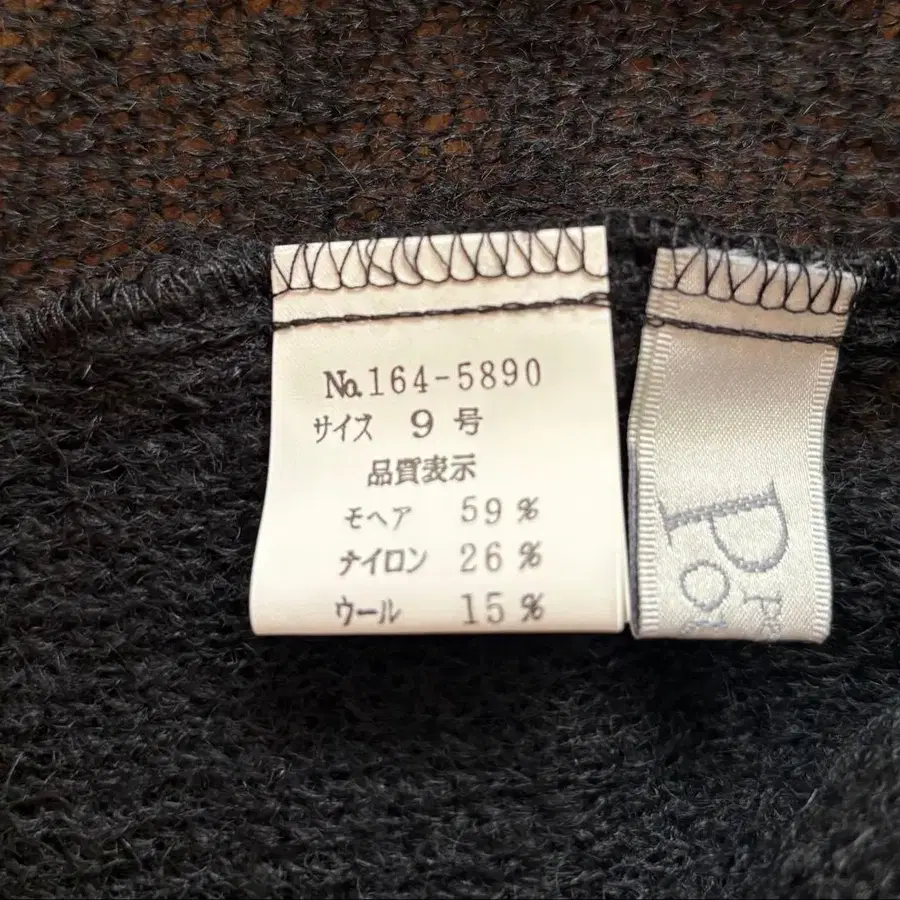 No.164-5890
サイズ 9 号
品質表示
モヘア 59 %
ナイロン 26 %
ウール 15 %